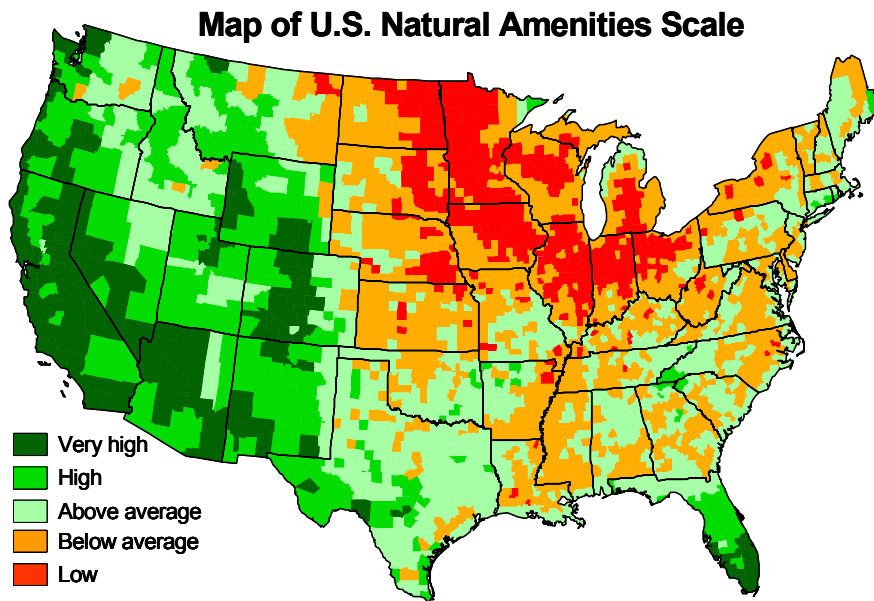 Map of U.S. Natural Amenities Scale
Very high
High
Above average
Below average
Low